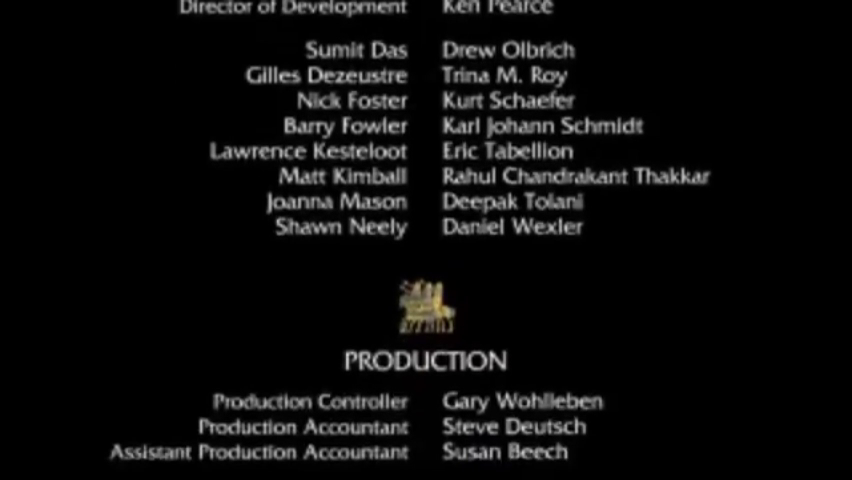 Director of Development Ken Pearce
Sumit Das Drew Olbrich
Gilles Dezeustre Trina M. Roy
Nick Foster Kurt Schaefer
Barry Fowler Karl Johann Schmidt
Lawrence Kesteloot Eric Tabellion
Matt Kimball Rahul Chandrakant Thakkar
Joanna Mason Deepak Tolani
Shawn Neely Daniel Wexler
PRODUCTION
Production Controller Gary Wohlleben
Production Accountant Steve Deutsch
Assistant Production Accountant Susan Beech